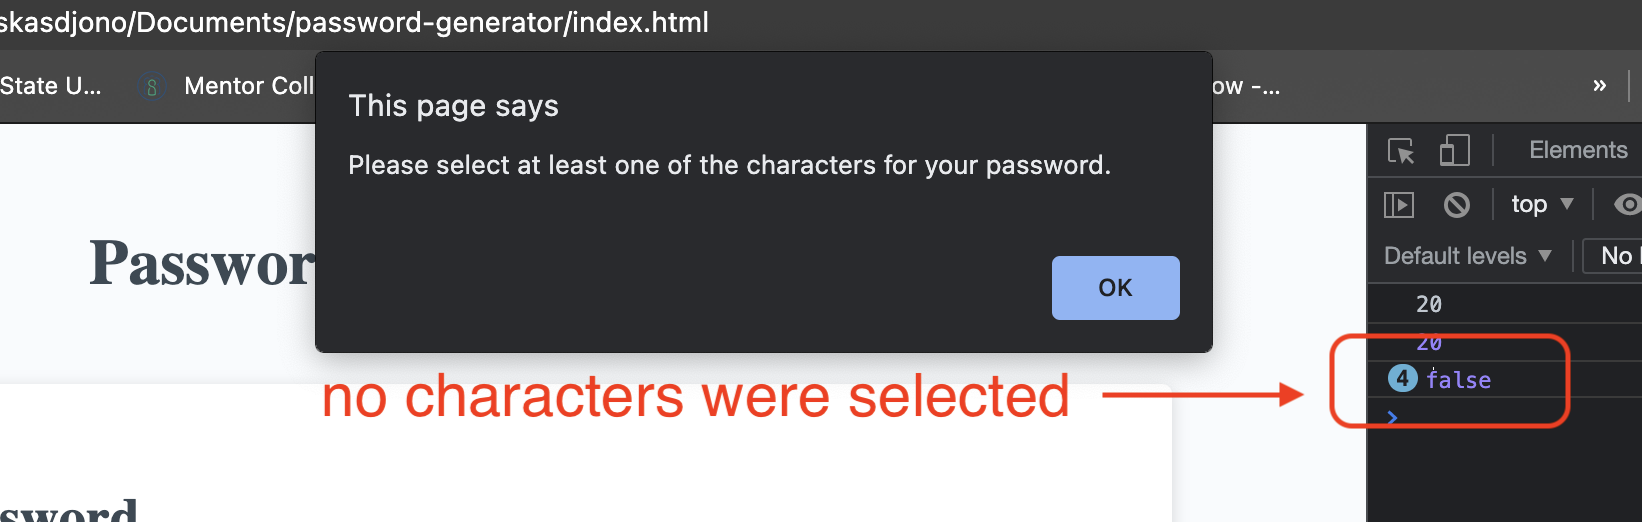 skasdjono/Documents/password-generator/index.html
State U... Mentor Coll ow -... »
This page says
Please select at least one of the characters for your password.
OK
Passwor
Elements
top
Default levels No
20
20
4 false
no characters were selected
sword